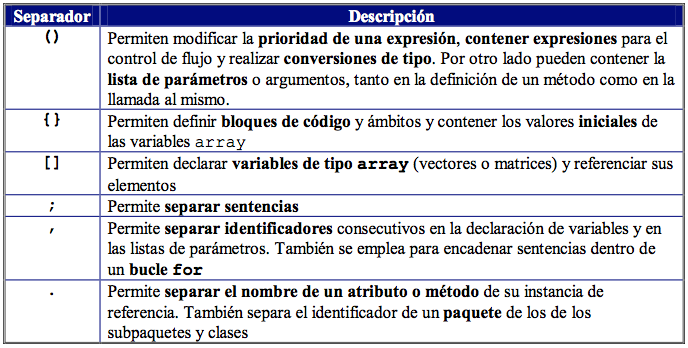 Separador Descripción
() Permiten modificar la prioridad de una expresión, contener expresiones para el
control de flujo y realizar conversiones de tipo. Por otro lado pueden contener la
lista de parámetros o argumentos, tanto en la definición de un método como en la
llamada al mismo.
{} Permiten definir bloques de código y ámbitos y contener los valores iniciales de
las variables array
[] Permiten declarar variables de tipo array (vectores o matrices) y referenciar sus
elementos
; Permite separar sentencias
, Permite separar identificadores consecutivos en la declaración de variables y en
las listas de parámetros. También se emplea para encadenar sentencias dentro de
un bucle for
. Permite separar el nombre de un atributo o método de su instancia de
referencia. También separa el identificador de un paquete de los de los
subpaquetes y clases